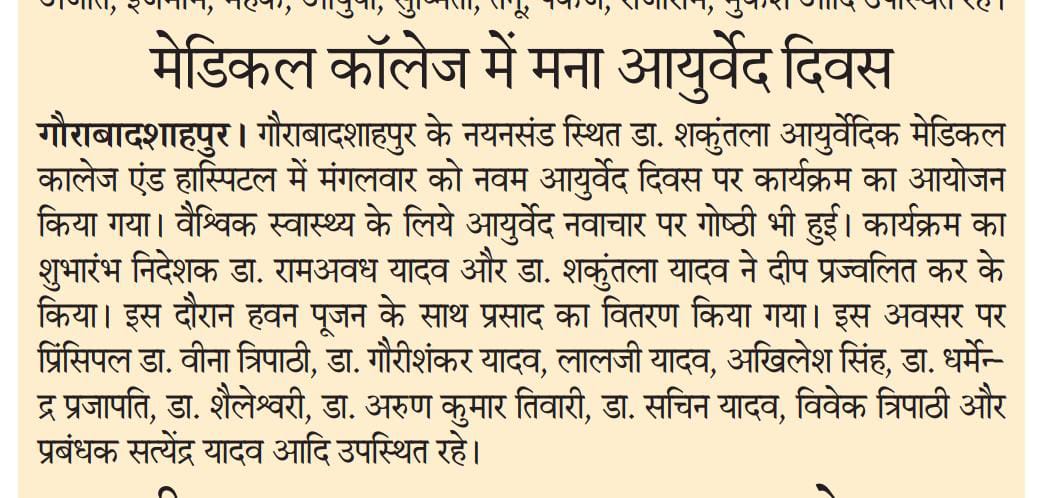 मुकेश आदि उपस्थित रहे।
मेडिकल कॉलेज में मना आयुर्वेद दिवस
गौराबादशाहपुर। गौराबादशाहपुर के नयनसंड स्थित डा. शकुंतला आयुर्वेदिक मेडिकल
कालेज एंड हास्पिटल में मंगलवार को नवम आयुर्वेद दिवस पर कार्यक्रम का आयोजन
किया गया। वैश्विक स्वास्थ्य के लिये आयुर्वेद नवाचार पर गोष्ठी भी हुई। कार्यक्रम का
शुभारंभ निदेशक डा. रामअवध यादव और डा. शकुंतला यादव ने दीप प्रज्वलित कर के
किया। इस दौरान हवन पूजन के साथ प्रसाद का वितरण किया गया। इस अवसर पर
प्रिंसिपल डा. वीना त्रिपाठी, डा. गौरीशंकर यादव, लालजी यादव, अखिलेश सिंह, डा. धर्मेन्-
द्र प्रजापति, डा. शैलेश्वरी, डा. अरुण कुमार तिवारी, डा. सचिन यादव, विवेक त्रिपाठी और
प्रबंधक सत्येंद्र यादव आदि उपस्थित रहे।